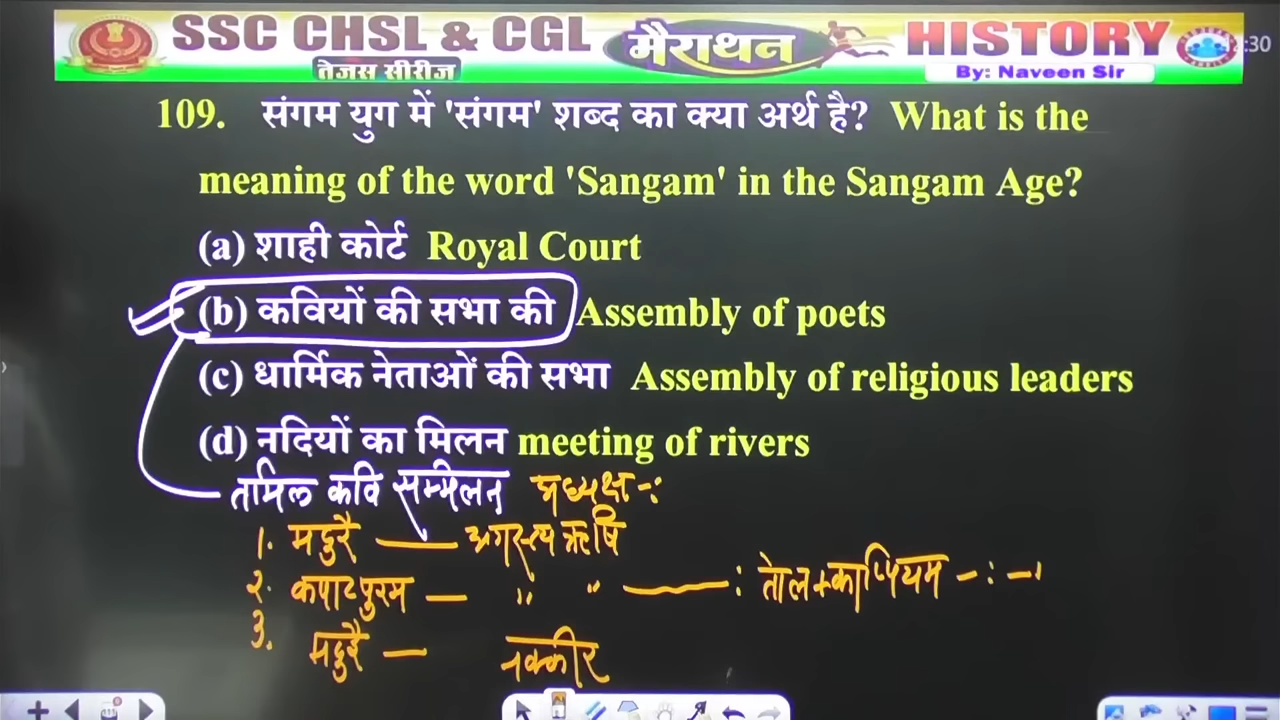 SSC CHSL & CGL मैराथन HISTORY
तेजस सीरीज By: Naveen Sir
:30
109. संगम युग में 'संगम' शब्द का क्या अर्थ है? What is the
meaning of the word 'Sangam' in the Sangam Age?
(a) शाही कोर्ट Royal Court
(b) कवियों की सभा की Assembly of poets
(c) धार्मिक नेताओं की सभा Assembly of religious leaders
(d) नदियों का मिलन meeting of rivers
तमिल कवि सम्मिलन अध्यक्ष -:
1. मदुरै — अगस्त्य ऋषि
2. कपाटपुरम — " " — : तोलकाप्पियम -: -
3. मदुरै — नक्कीर